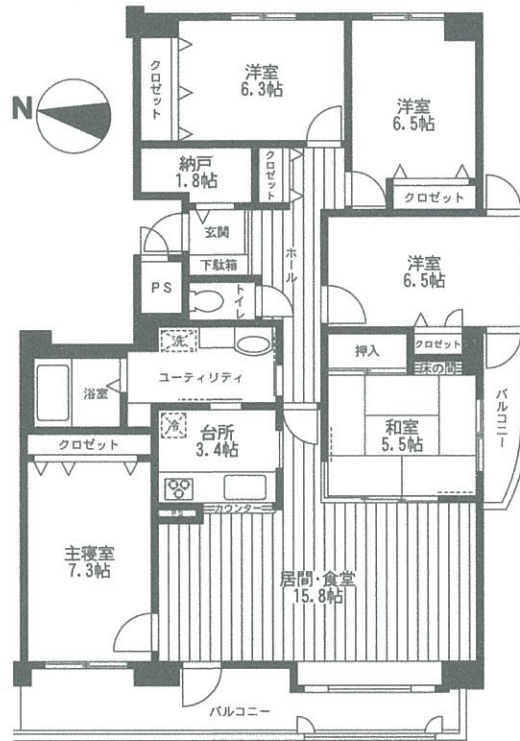 N
クロゼット
洋室
6.3帖
洋室
6.5帖
クロゼット
納戸
1.8帖
クロゼット
玄関
下駄箱
ホール
PS
トイレ
洋室
6.5帖
クロゼット
押入
床の間
洗
ユーティリティ
浴室
和室
5.5帖
バルコニー
冷
台所
3.4帖
クロゼット
PS
カウンター
主寝室
7.3帖
居間・食堂
15.8帖
バルコニー